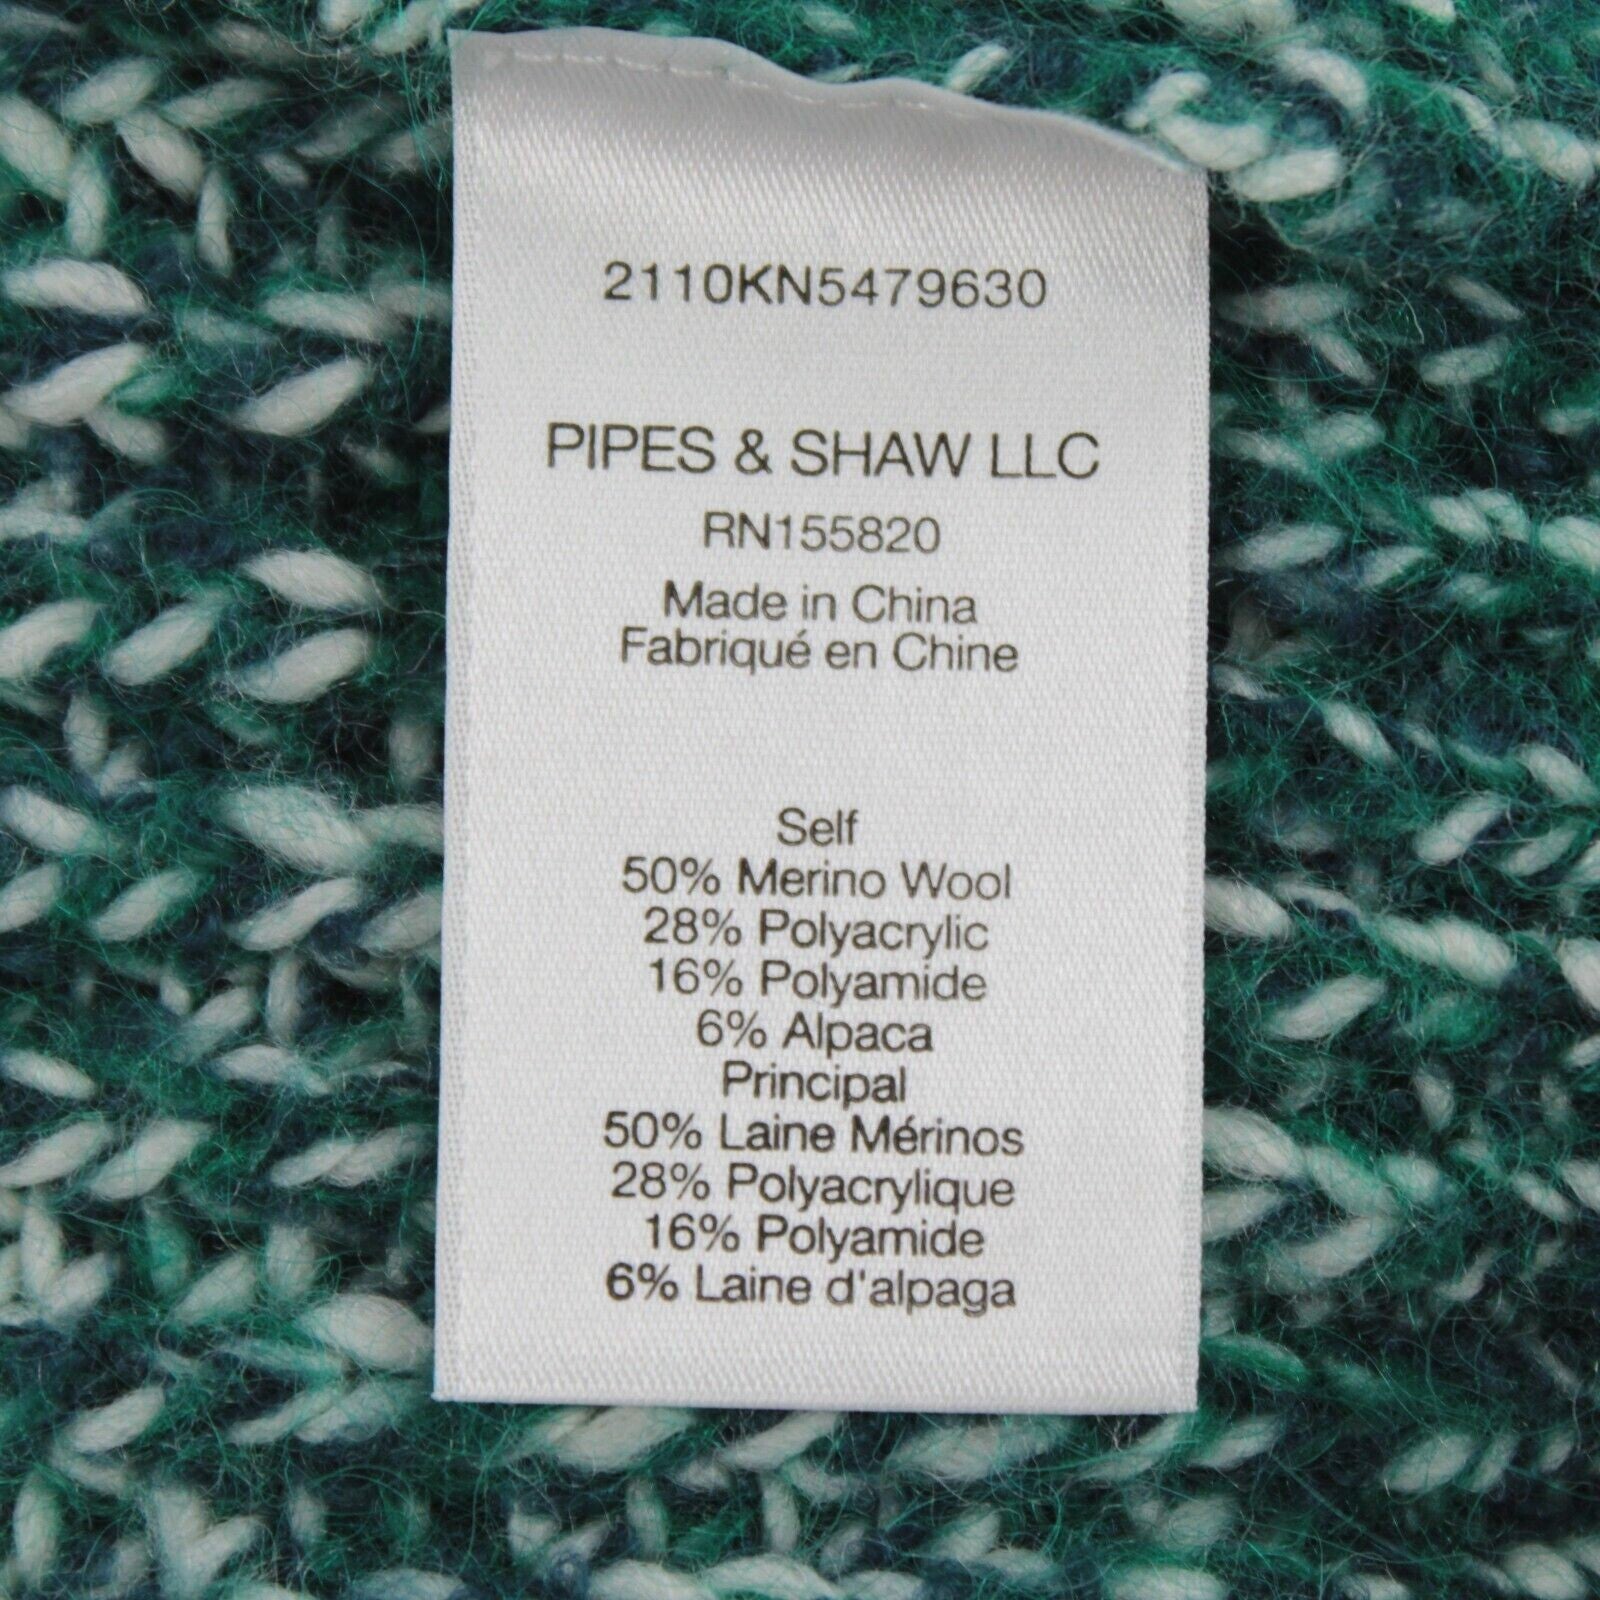 2110KN5479630
PIPES & SHAW LLC
RN155820
Made in China
Fabriqué en Chine
Self
50% Merino Wool
28% Polyacrylic
16% Polyamide
6% Alpaca
Principal
50% Laine Mérinos
28% Polyacrylique
16% Polyamide
6% Laine d'alpaga